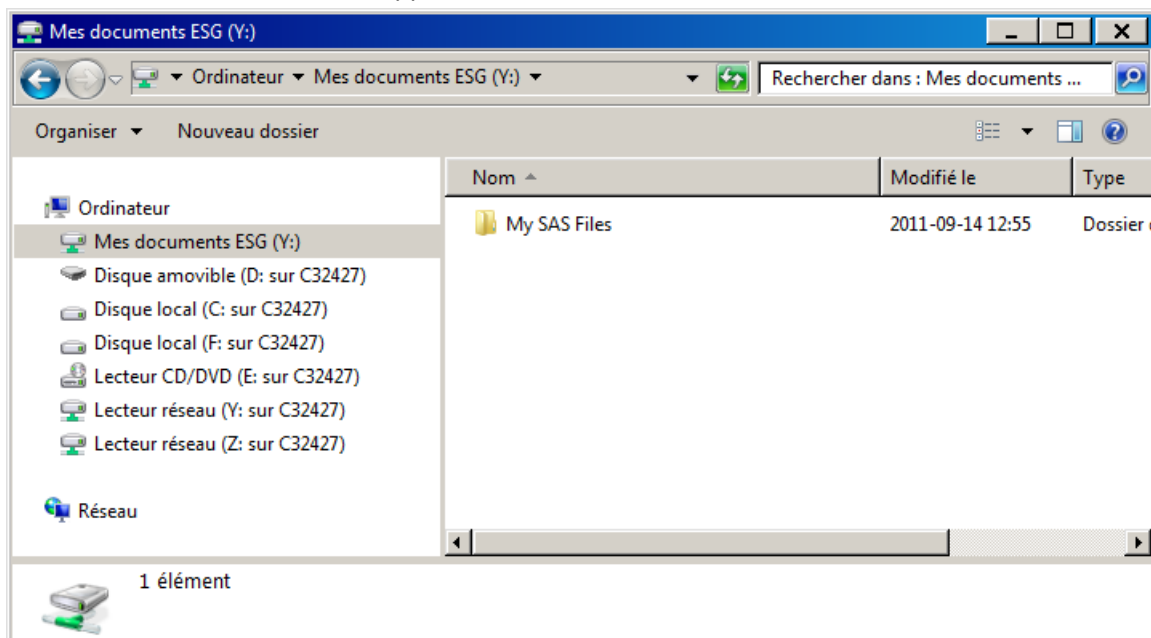 Mes documents ESG (Y:)
Ordinateur Mes documents ESG (Y:)
Rechercher dans : Mes documents ...
Organiser Nouveau dossier
Nom Modifié le Type
Ordinateur
Mes documents ESG (Y:)
Disque amovible (D: sur C32427)
Disque local (C: sur C32427)
Disque local (F: sur C32427)
Lecteur CD/DVD (E: sur C32427)
Lecteur réseau (Y: sur C32427)
Lecteur réseau (Z: sur C32427)
Réseau
My SAS Files 2011-09-14 12:55 Dossier
1 élément